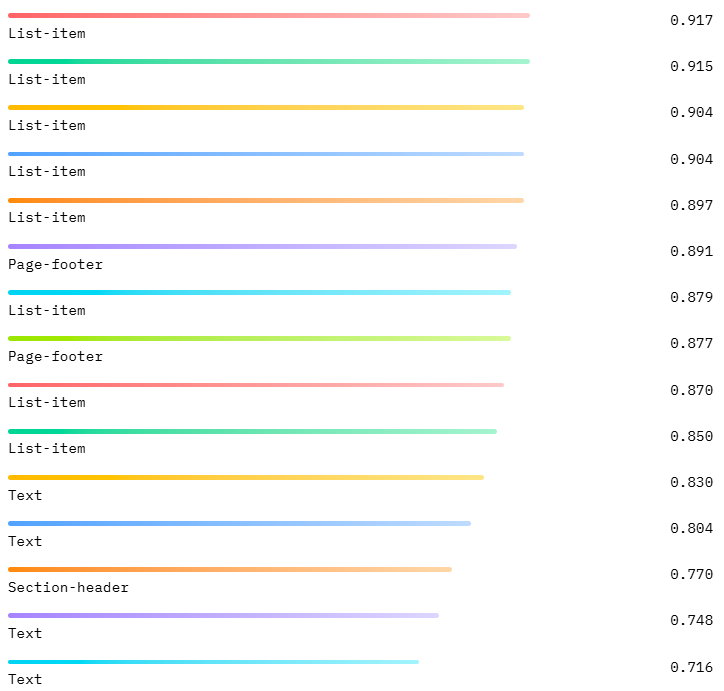 0.917
List-item
0.915
List-item
0.904
List-item
0.904
List-item
0.897
List-item
0.891
Page-footer
0.879
List-item
0.877
Page-footer
0.870
List-item
0.850
List-item
0.830
Text
0.804
Text
0.770
Section-header
0.748
Text
0.716
Text